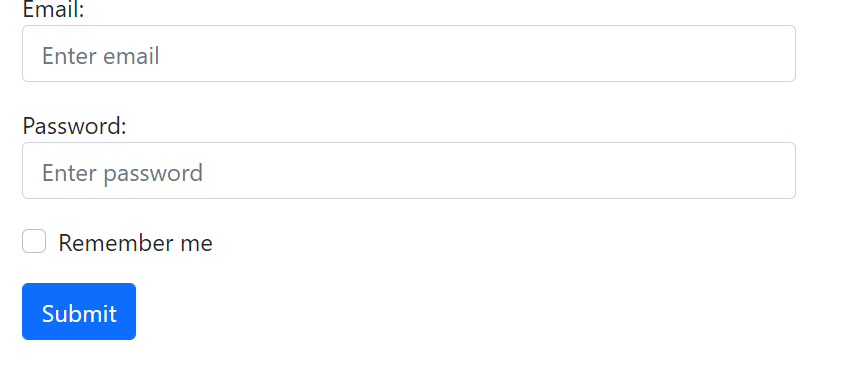 Email:
Enter email
Password:
Enter password
Remember me
Submit